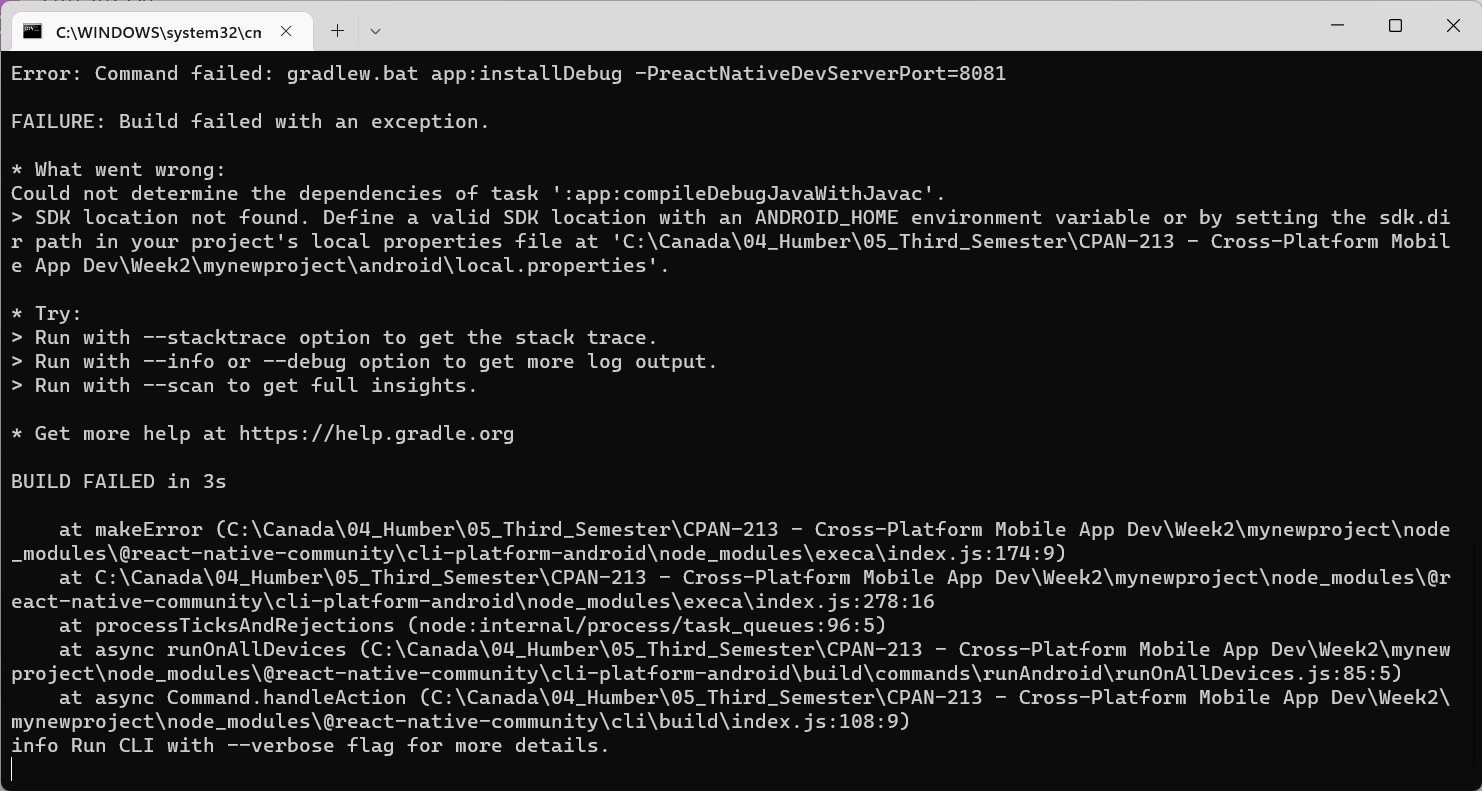 C:\WINDOWS\system32\cn
Error: Command failed: gradlew.bat app:installDebug -PreactNativeDevServerPort=8081
FAILURE: Build failed with an exception.
* What went wrong:
Could not determine the dependencies of task ':app:compileDebugJavaWithJavac'.
> SDK location not found. Define a valid SDK location with an ANDROID_HOME environment variable or by setting the sdk.di
r path in your project's local properties file at 'C:\Canada\04_Humber\05_Third_Semester\CPAN-213 - Cross-Platform Mobil
e App Dev\Week2\mynewproject\android\local.properties'.
* Try:
> Run with --stacktrace option to get the stack trace.
> Run with --info or --debug option to get more log output.
> Run with --scan to get full insights.
* Get more help at https://help.gradle.org
BUILD FAILED in 3s
    at makeError (C:\Canada\04_Humber\05_Third_Semester\CPAN-213 - Cross-Platform Mobile App Dev\Week2\mynewproject\node
_modules\@react-native-community\cli-platform-android\node_modules\execa\index.js:174:9)
    at C:\Canada\04_Humber\05_Third_Semester\CPAN-213 - Cross-Platform Mobile App Dev\Week2\mynewproject\node_modules\@r
eact-native-community\cli-platform-android\node_modules\execa\index.js:278:16
    at processTicksAndRejections (node:internal/process/task_queues:96:5)
    at async runOnAllDevices (C:\Canada\04_Humber\05_Third_Semester\CPAN-213 - Cross-Platform Mobile App Dev\Week2\mynew
project\node_modules\@react-native-community\cli-platform-android\build\commands\runAndroid\runOnAllDevices.js:85:5)
    at async Command.handleAction (C:\Canada\04_Humber\05_Third_Semester\CPAN-213 - Cross-Platform Mobile App Dev\Week2\
mynewproject\node_modules\@react-native-community\cli\build\index.js:108:9)
info Run CLI with --verbose flag for more details.